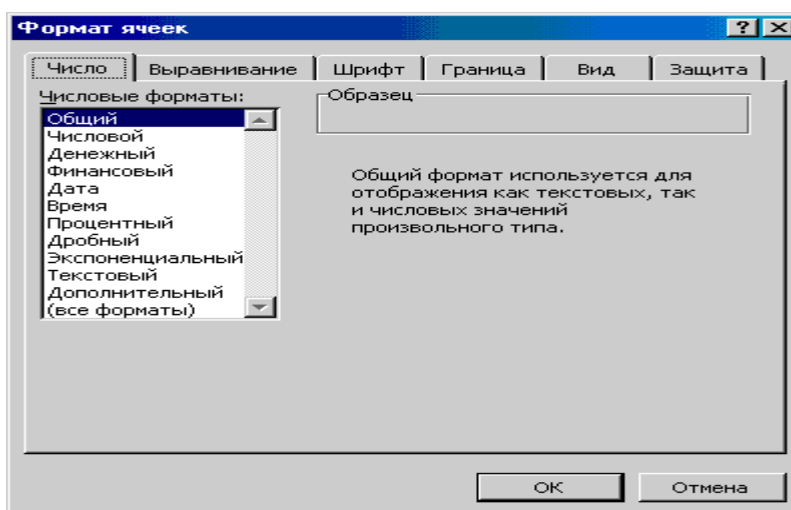 Формат ячеек
Число Выравнивание Шрифт Граница Вид Защита
Числовые форматы:
Общий
Числовой
Денежный
Финансовый
Дата
Время
Процентный
Дробный
Экспоненциальный
Текстовый
Дополнительный
(все форматы)
Образец
Общий формат используется для
отображения как текстовых, так
и числовых значений
произвольного типа.
ОК Отмена